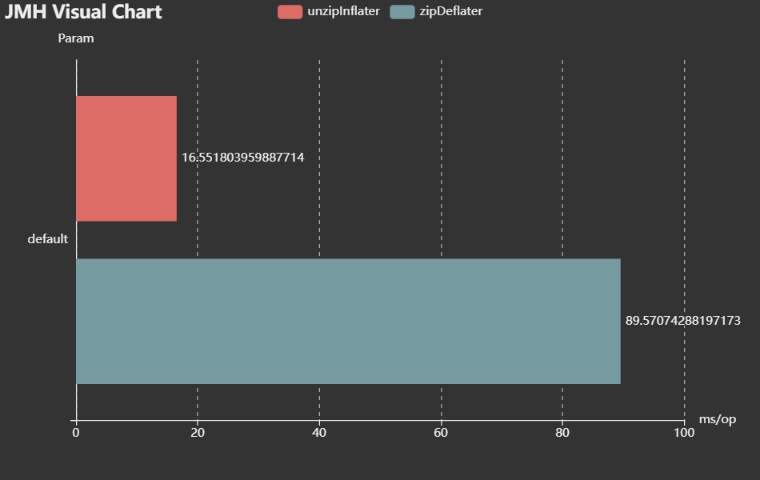 JMH Visual Chart
unzipInflater zipDeflater
Param
16.551803959887714
default
89.57074288197173
ms/op
0 20 40 60 80 100